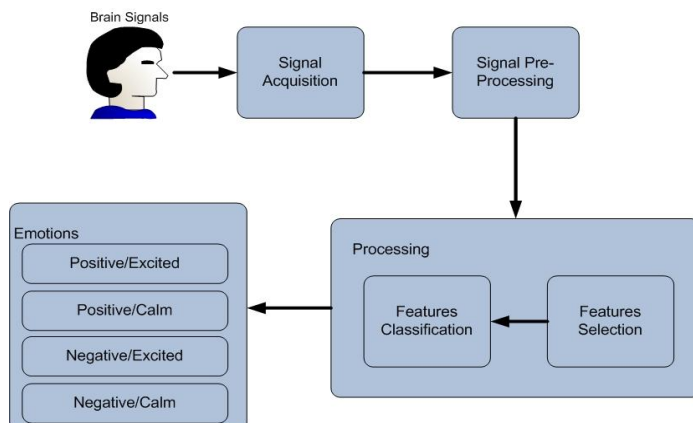 Brain Signals
Signal
Acquisition
Signal Pre-
Processing
Processing
Features
Selection
Features
Classification
Emotions
Positive/Excited
Positive/Calm
Negative/Excited
Negative/Calm